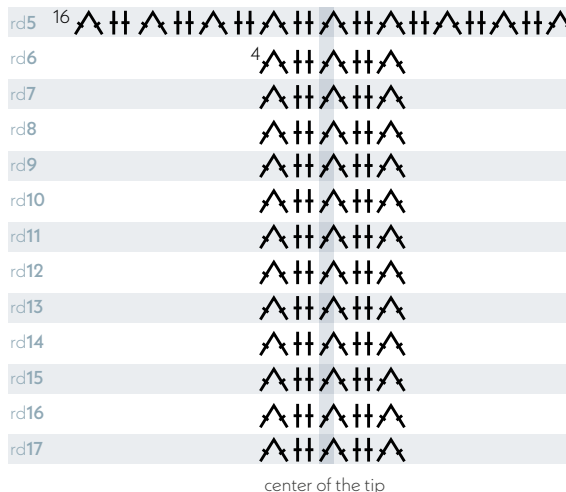 rd5 16
rd6 4
rd7
rd8
rd9
rd10
rd11
rd12
rd13
rd14
rd15
rd16
rd17
center of the tip